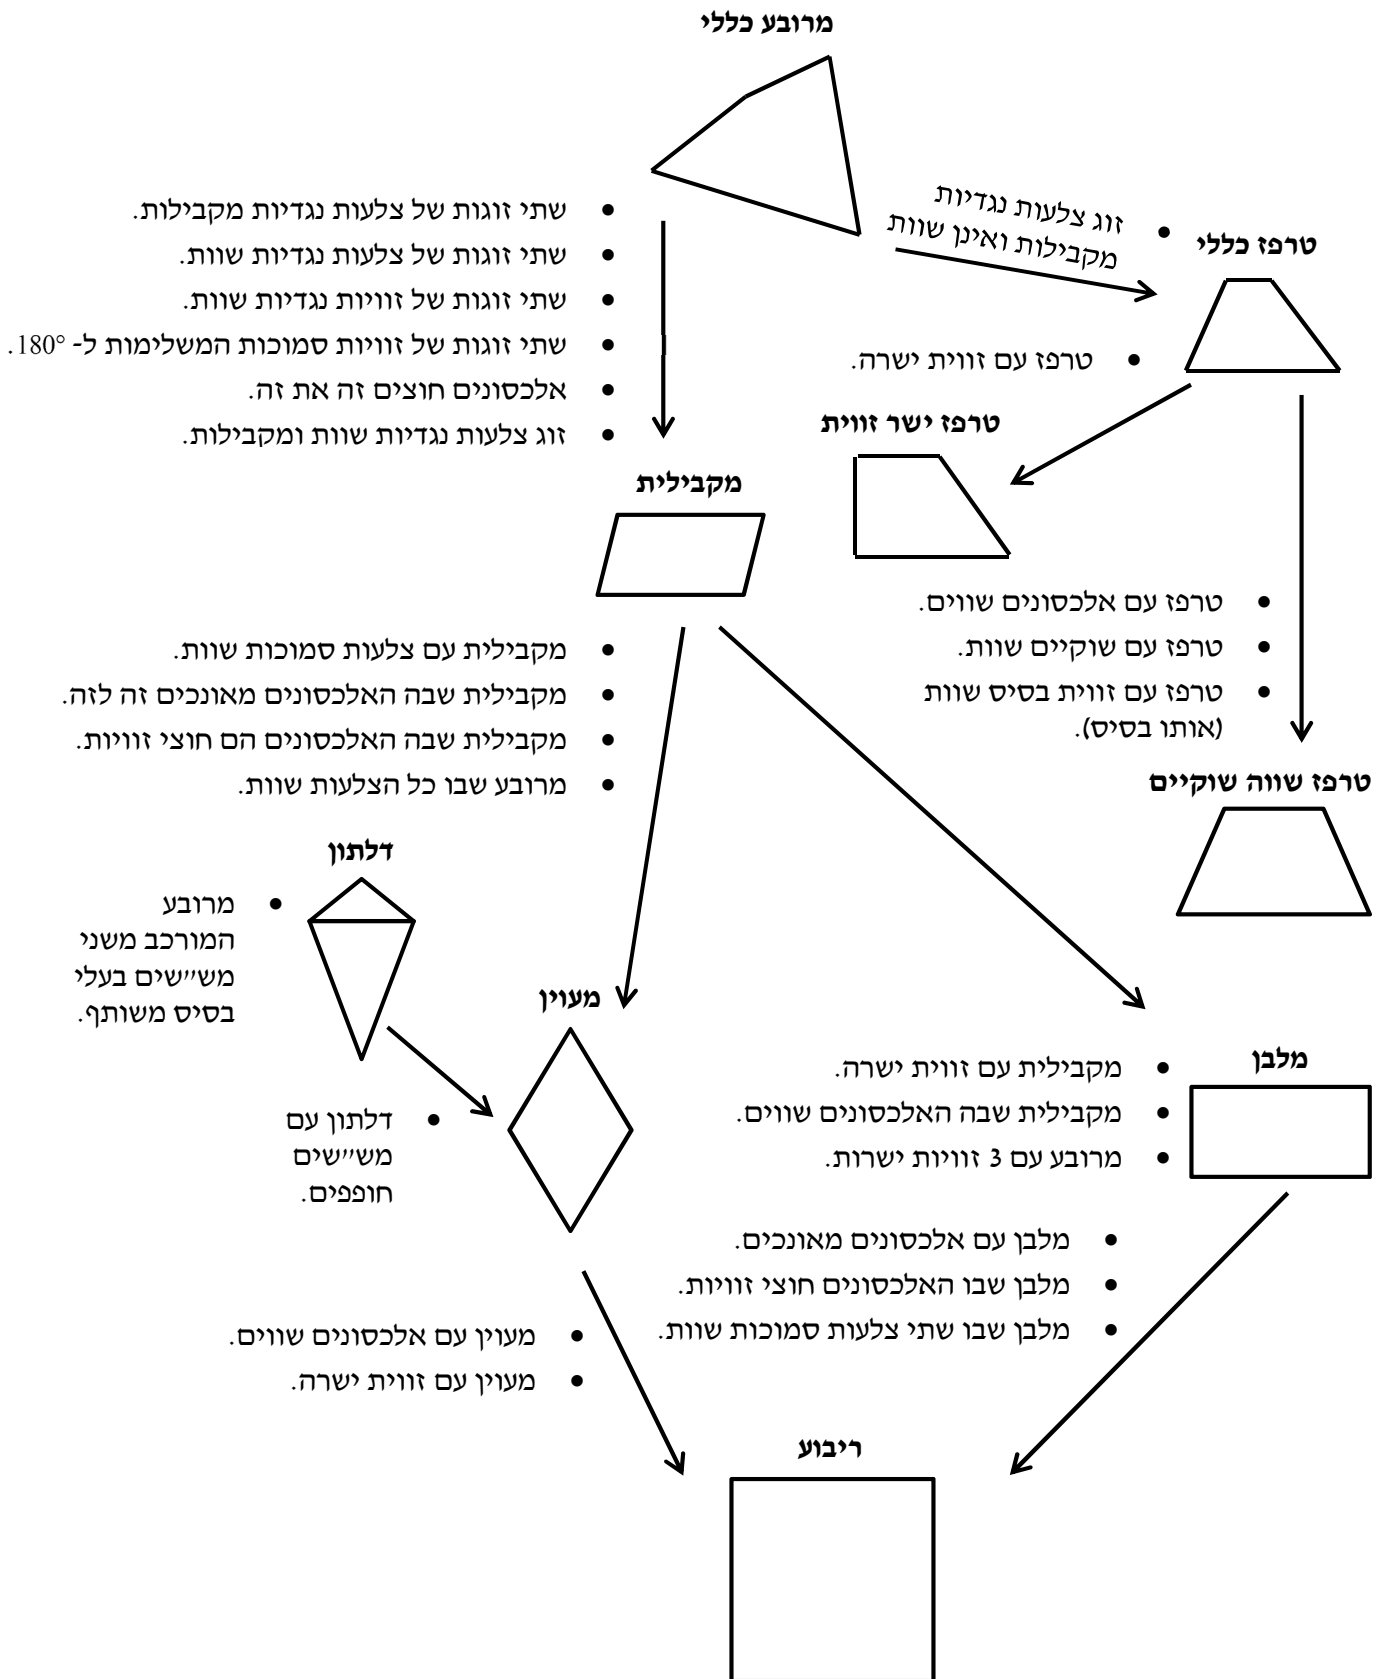 מרובע כללי
זוג צלעות נגדיות
מקבילות ואינן שוות
טרפז כללי
שתי זוגות של צלעות נגדיות מקבילות.
שתי זוגות של צלעות נגדיות שוות.
שתי זוגות של זוויות נגדיות שוות.
שתי זוגות של זוויות סמוכות המשלימות ל- 180°.
אלכסונים חוצים זה את זה.
זוג צלעות נגדיות שוות ומקבילות.
טרפז עם זווית ישרה.
טרפז ישר זווית
מקבילית
טרפז עם אלכסונים שווים.
טרפז עם שוקיים שוות.
טרפז עם זווית בסיס שוות
(אותו בסיס).
טרפז שווה שוקיים
מקבילית עם צלעות סמוכות שוות.
מקבילית שבה האלכסונים מאונכים זה לזה.
מקבילית שבה האלכסונים הם חוצי זוויות.
מרובע שבו כל הצלעות שוות.
דלתון
מרובע
המורכב משני
מש״שים בעלי
בסיס משותף.
מעוין
דלתון עם
מש״שים
חופפים.
מלבן
מקבילית עם זווית ישרה.
מקבילית שבה האלכסונים שווים.
מרובע עם 3 זוויות ישרות.
מלבן עם אלכסונים מאונכים.
מלבן שבו האלכסונים חוצי זוויות.
מלבן שבו שתי צלעות סמוכות שוות.
מעוין עם אלכסונים שווים.
מעוין עם זווית ישרה.
ריבוע